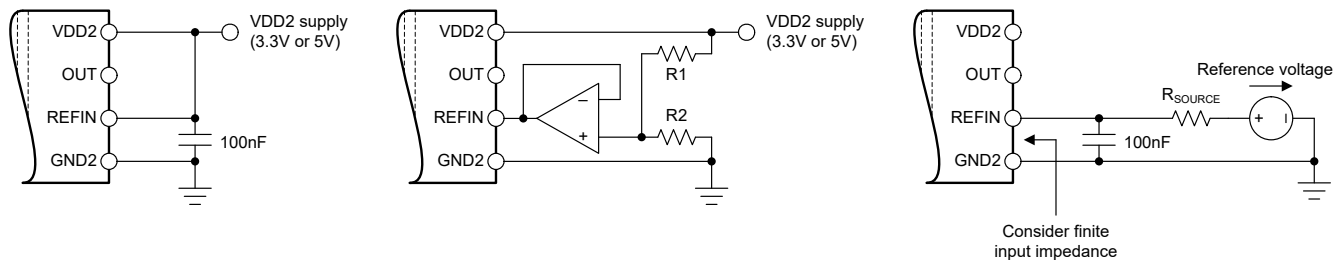 VDD2
OUT
REFIN
GND2
100nF
VDD2 supply
(3.3V or 5V)
VDD2
OUT
REFIN
GND2
–
+
R1
R2
VDD2 supply
(3.3V or 5V)
VDD2
OUT
REFIN
GND2
100nF
RSOURCE
Reference voltage
+
–
Consider finite
input impedance